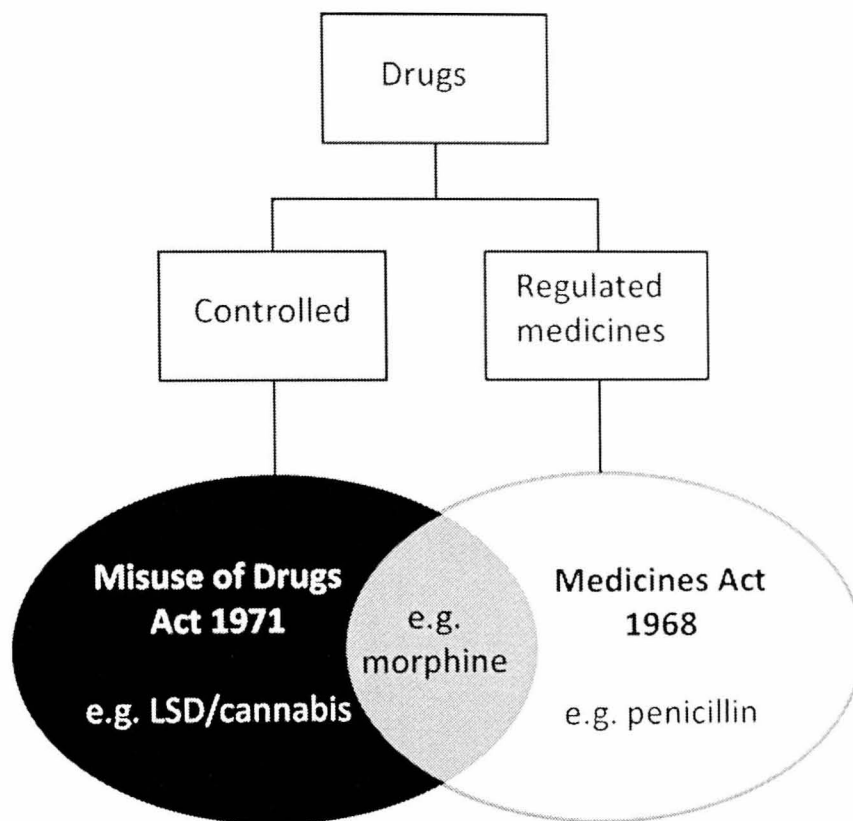 Drugs
Controlled
Regulated
medicines
Misuse of Drugs
Act 1971
e.g. LSD/cannabis
e.g.
morphine
Medicines Act
1968
e.g. penicillin